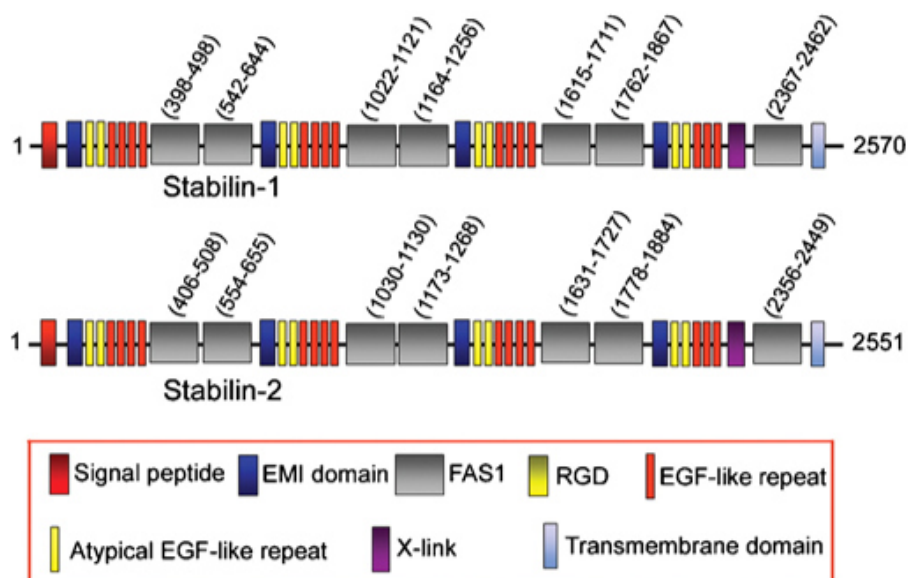 (398-498) (542-644) (1022-1121) (1164-1256) (1615-1711) (1762-1867) (2367-2462)
1 2570
Stabilin-1
(406-508) (554-655) (1030-1130) (1173-1268) (1631-1727) (1778-1884) (2356-2449)
1 2551
Stabilin-2
Signal peptide EMI domain FAS1 RGD EGF-like repeat
Atypical EGF-like repeat X-link Transmembrane domain